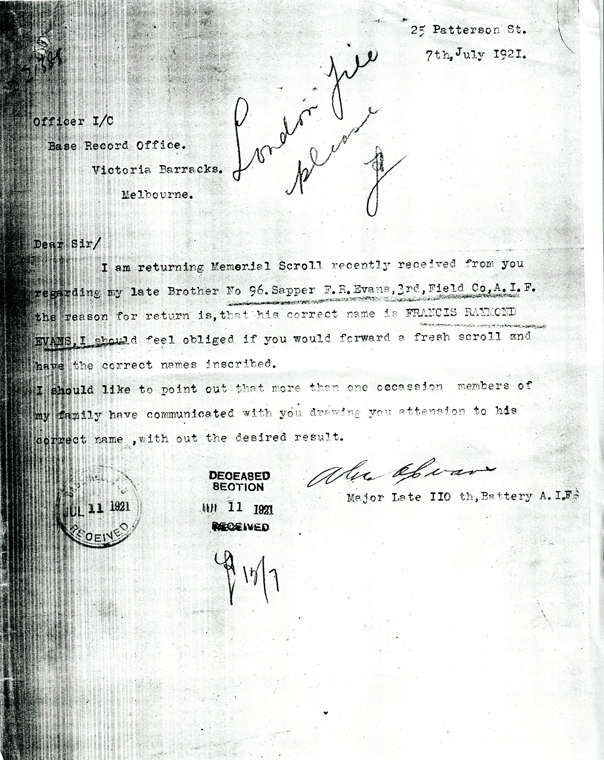 25 Patterson St.
7th, July 1921.
London file
please
Officer I/C
Base Record Office.
Victoria Barracks.
Melbourne.
Dear Sir/
I am returning Memorial Scroll recently received from you
regarding my late Brother No 96. Sapper F.R.Evans,3rd,Field Co,A.I.F.
the reason for return is,that his correct name is FRANCIS RAYMOND
EVANS,I should feel obliged if you would forward a fresh scroll and
have the correct names inscribed.
I should like to point out that more than one occassion members of
my family have communicated with you drawing you attension to his
correct name ,with out the desired result.
Major Late IIO th,Battery A.I.F.
JUL 11 1921
RECEIVED
DECEASED
SECTION
11 1921
RECEIVED